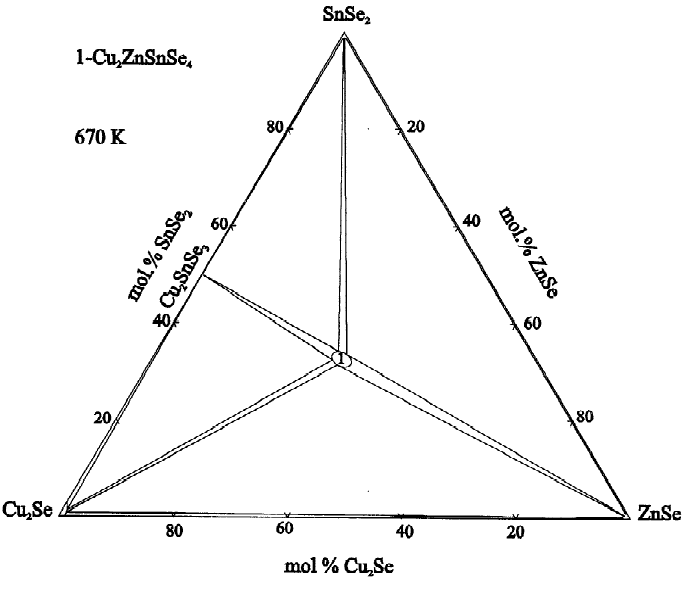 SnSe₂
1-Cu₂ZnSnSe₄
670 K
80
20
60
40
mol.% SnSe₂
mol.% ZnSe
Cu₂SnSe₃
40
60
1
20
80
Cu₂Se
ZnSe
80
60
40
20
mol % Cu₂Se